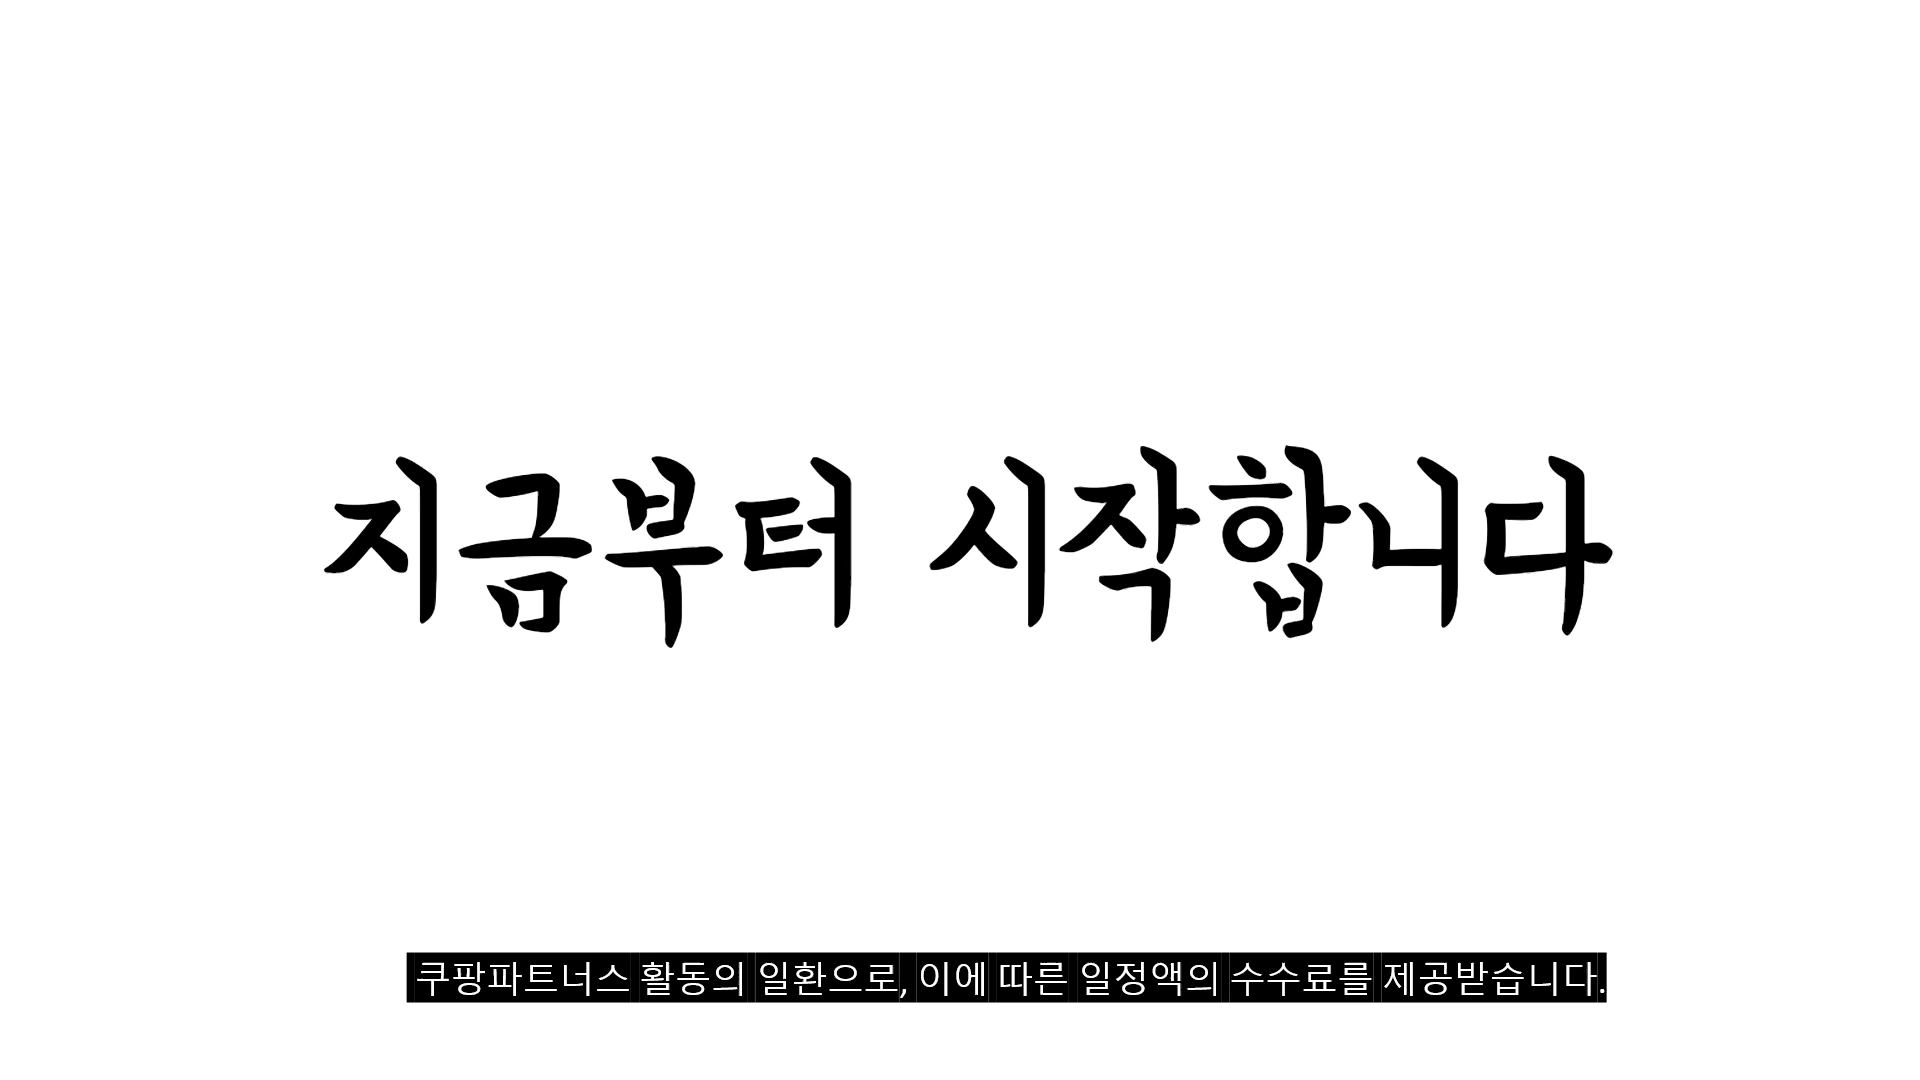 지금부터 시작합니다
쿠팡파트너스 활동의 일환으로, 이에 따른 일정액의 수수료를 제공받습니다.